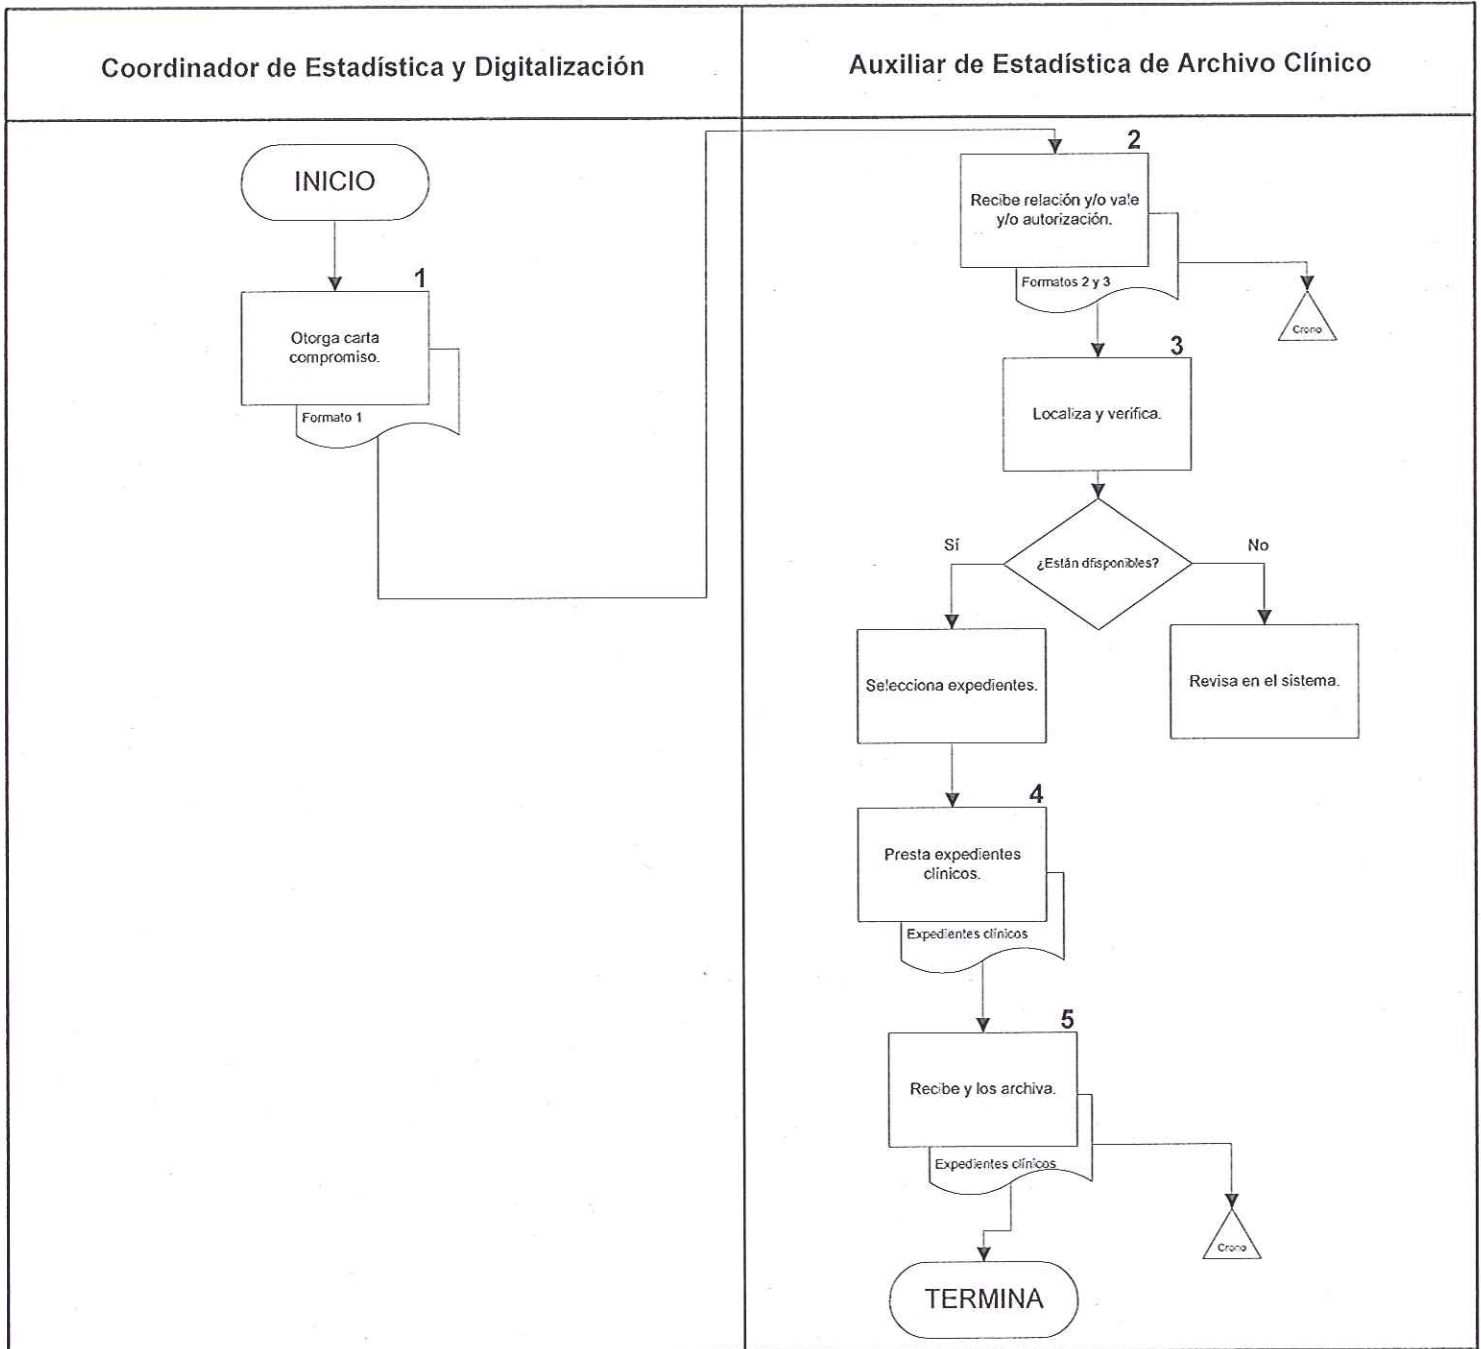 Coordinador de Estadística y Digitalización
Auxiliar de Estadística de Archivo Clínico
INICIO
1
Otorga carta
compromiso.
Formato 1
2
Recibe relación y/o vale
y/o autorización.
Formatos 2 y 3
Crono
3
Localiza y verifica.
¿Están dfisponibles?
Sí
No
Selecciona expedientes.
Revisa en el sistema.
4
Presta expedientes
clínicos.
Expedientes clínicos
5
Recibe y los archiva.
Expedientes clínicos
Crono
TERMINA